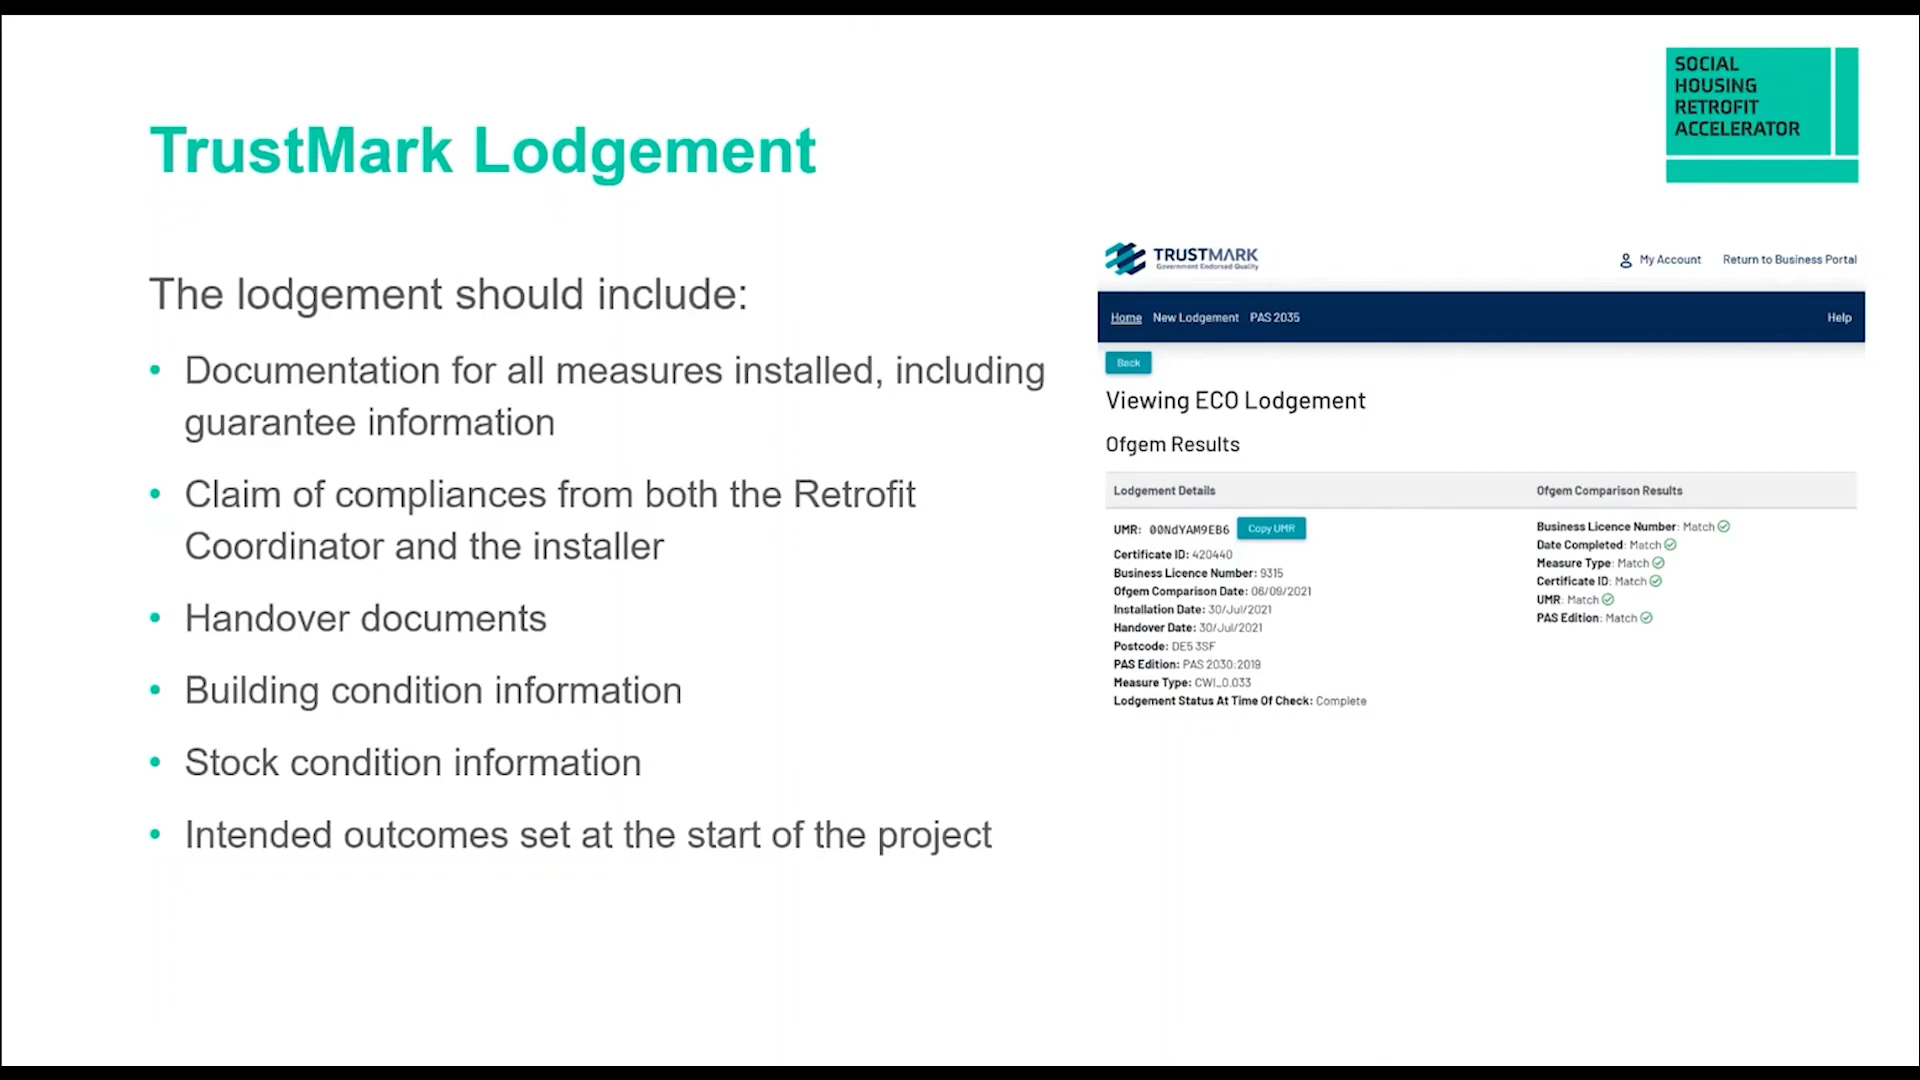 SOCIAL
HOUSING
RETROFIT
ACCELERATOR
TrustMark Lodgement
The lodgement should include:
• Documentation for all measures installed, including
guarantee information
• Claim of compliances from both the Retrofit
Coordinator and the installer
• Handover documents
• Building condition information
• Stock condition information
• Intended outcomes set at the start of the project
TRUSTMARK
Government Endorsed Quality
My Account Return to Business Portal
Home New Lodgement PAS 2035 Help
Back
Viewing ECO Lodgement
Ofgem Results
Lodgement Details
UMR: 00NdYAM9EB6 Copy UMR
Certificate ID: 420440
Business Licence Number: 9315
Ofgem Comparison Date: 06/09/2021
Installation Date: 30/Jul/2021
Handover Date: 30/Jul/2021
Postcode: DE5 3SF
PAS Edition: PAS 2030:2019
Measure Type: CWI_0.033
Lodgement Status At Time Of Check: Complete
Ofgem Comparison Results
Business Licence Number: Match
Date Completed: Match
Measure Type: Match
Certificate ID: Match
UMR: Match
PAS Edition: Match